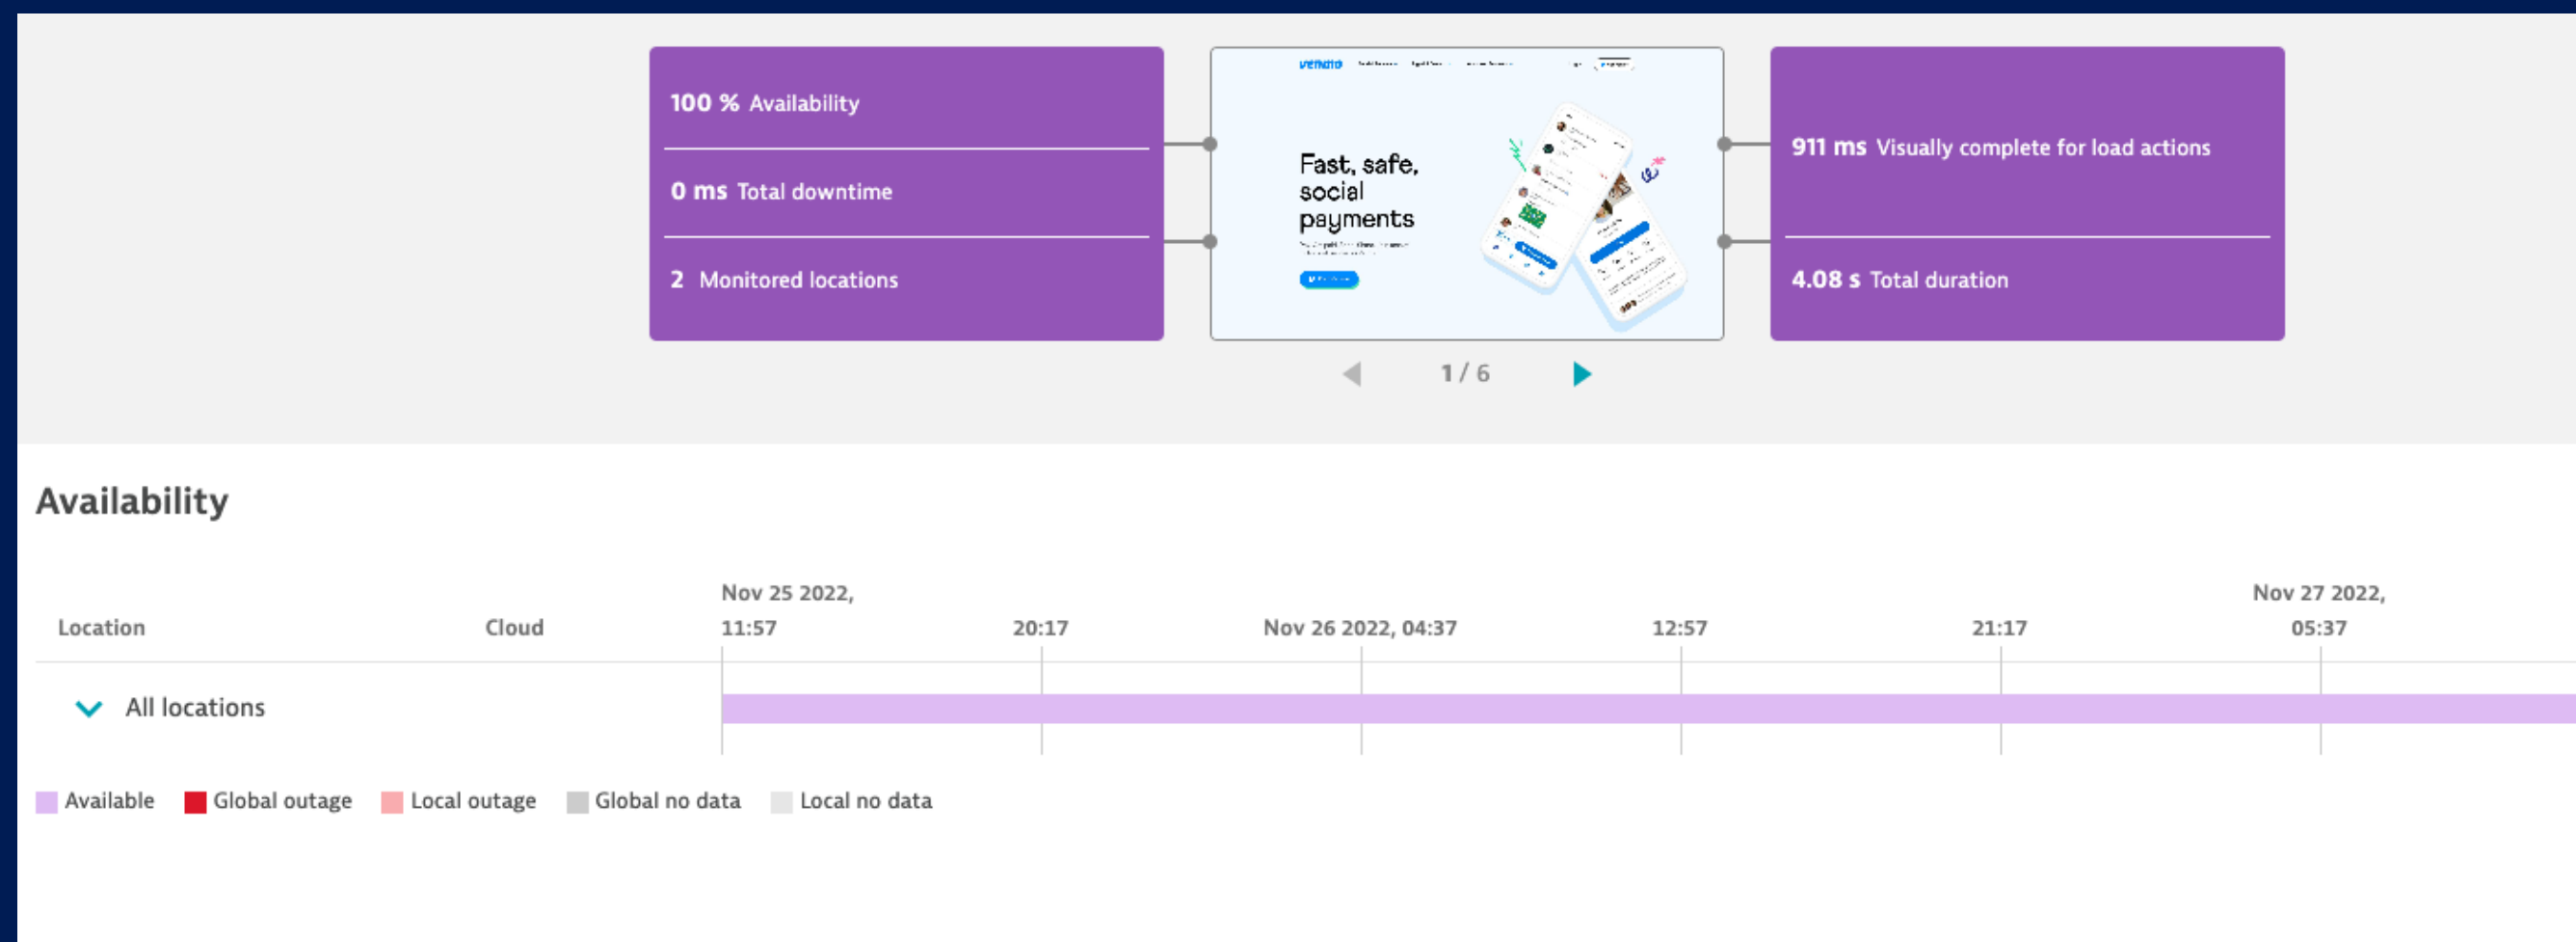 100 % Availability
0 ms Total downtime
2 Monitored locations
venmo
Fast, safe,
social
payments
911 ms Visually complete for load actions
4.08 s Total duration
1 / 6
Availability
Nov 25 2022,
Nov 27 2022,
Location Cloud 11:57 20:17 Nov 26 2022, 04:37 12:57 21:17 05:37
All locations
Available Global outage Local outage Global no data Local no data